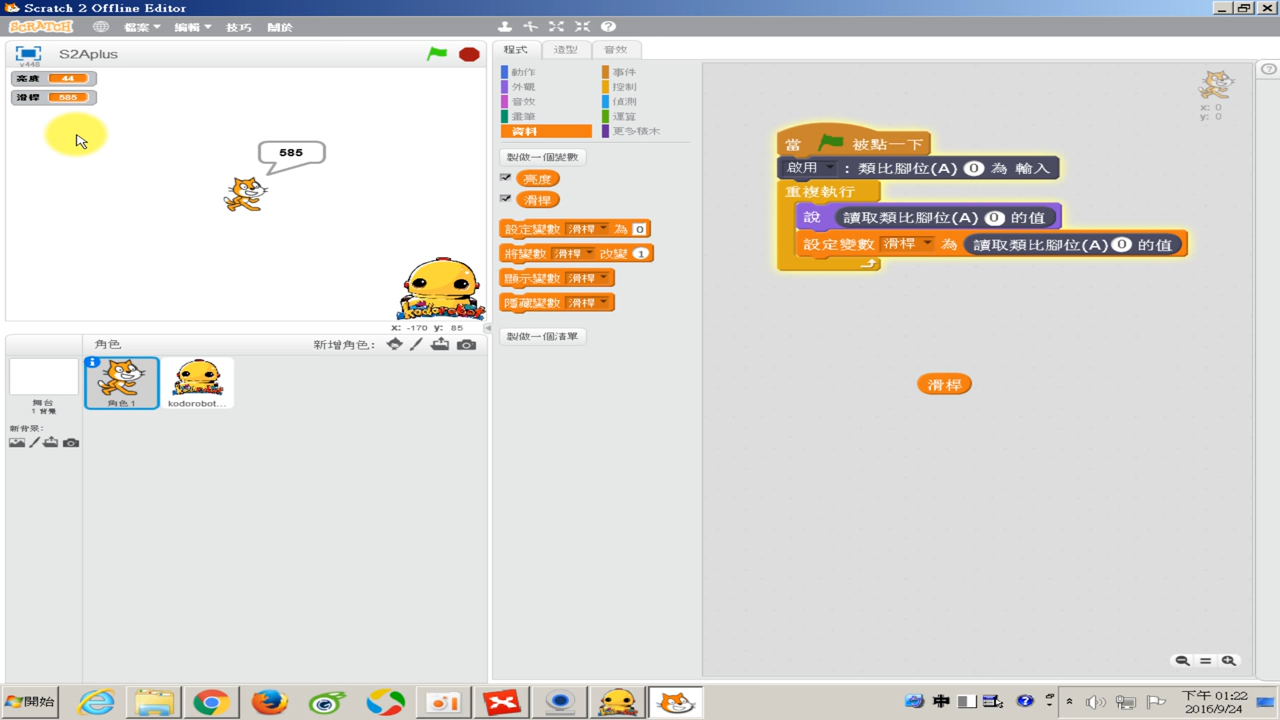 Scratch 2 Offline Editor
SCRATCH 檔案 編輯 技巧 關於
S2Aplus
v448
亮度 44
滑桿 585
585
kodorobot
x: -170 y: 85
角色 新增角色:
舞台
1 背景
新背景:
角色1
kodorobot...
程式 造型 音效
動作 事件
外觀 控制
音效 偵測
畫筆 運算
資料 更多積木
製做一個變數
亮度
滑桿
設定變數 滑桿 為 0
將變數 滑桿 改變 1
顯示變數 滑桿
隱藏變數 滑桿
製做一個清單
x: 0
y: 0
當 被點一下
啟用 : 類比腳位(A) 0 為 輸入
重複執行
說 讀取類比腳位(A) 0 的值
設定變數 滑桿 為 讀取類比腳位(A) 0 的值
滑桿
開始
中
下午 01:22
2016/9/24